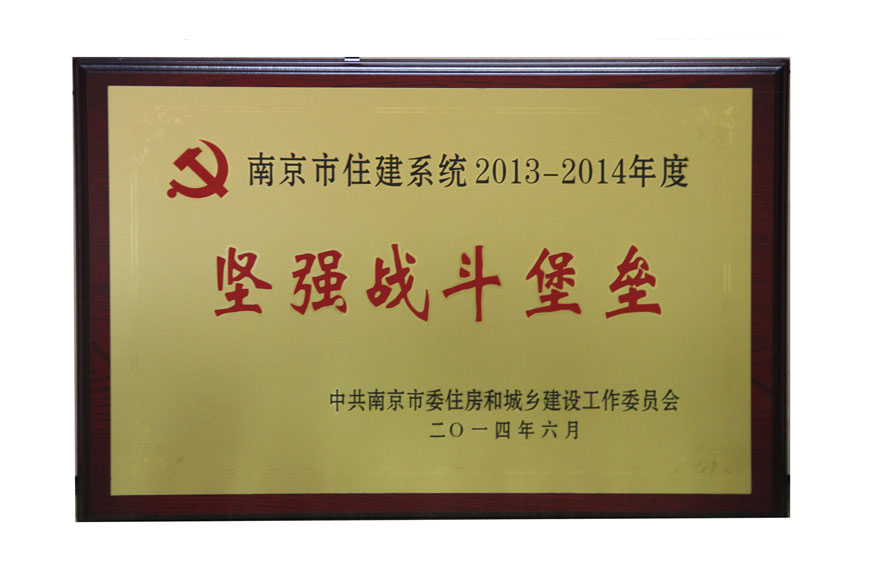 南京市住建系统2013-2014年度
坚强战斗堡垒
中共南京市委住房和城乡建设工作委员会
二〇一四年六月